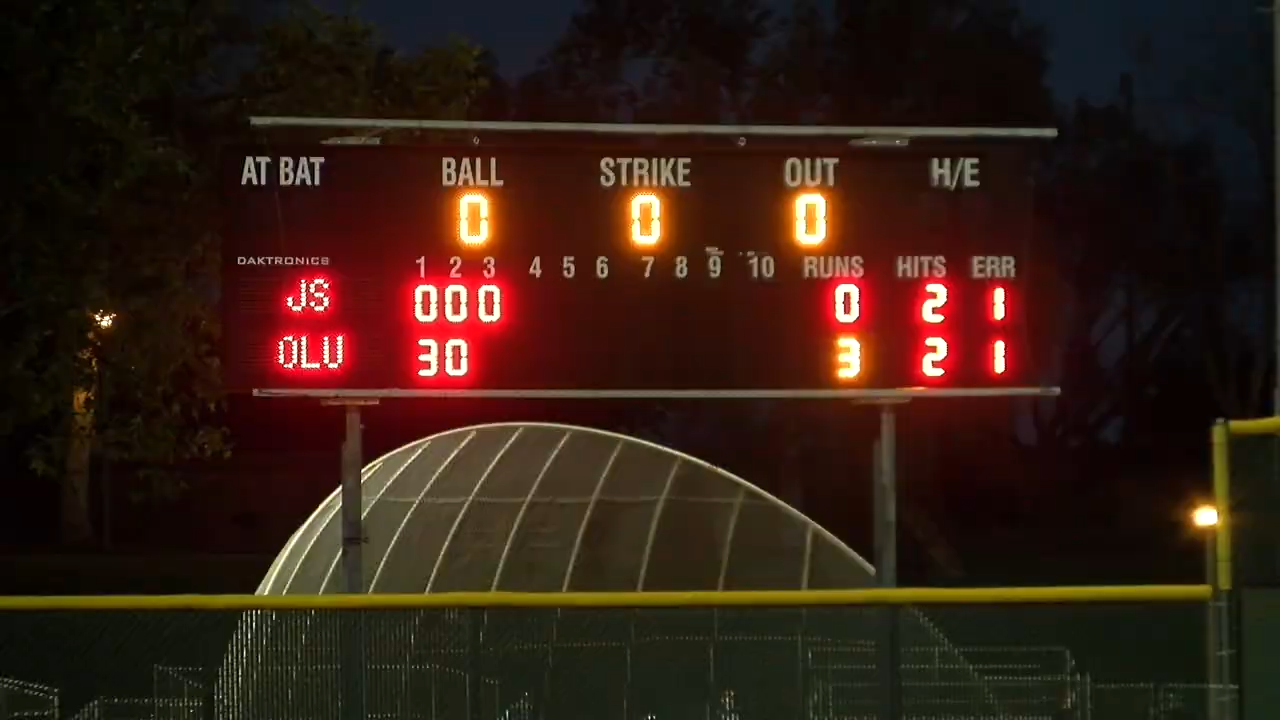 AT BAT BALL STRIKE OUT H/E
0 0 0
DAKTRONICS 1 2 3 4 5 6 7 8 9 10 RUNS HITS ERR
JS 0 0 0 0 2 1
OLU 3 0 3 2 1